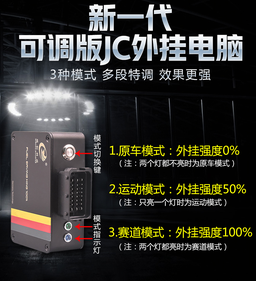 新一代
可调版JC外挂电脑
3种模式 多段特调 效果更强
模式切换键
1.原车模式：外挂强度0%
（注：两个灯都不亮时为原车模式）
2.运动模式：外挂强度50%
（注：只亮一个灯时为运动模式）
模式指示灯
3.赛道模式：外挂强度100%
（注：两个灯都亮时为赛道模式）